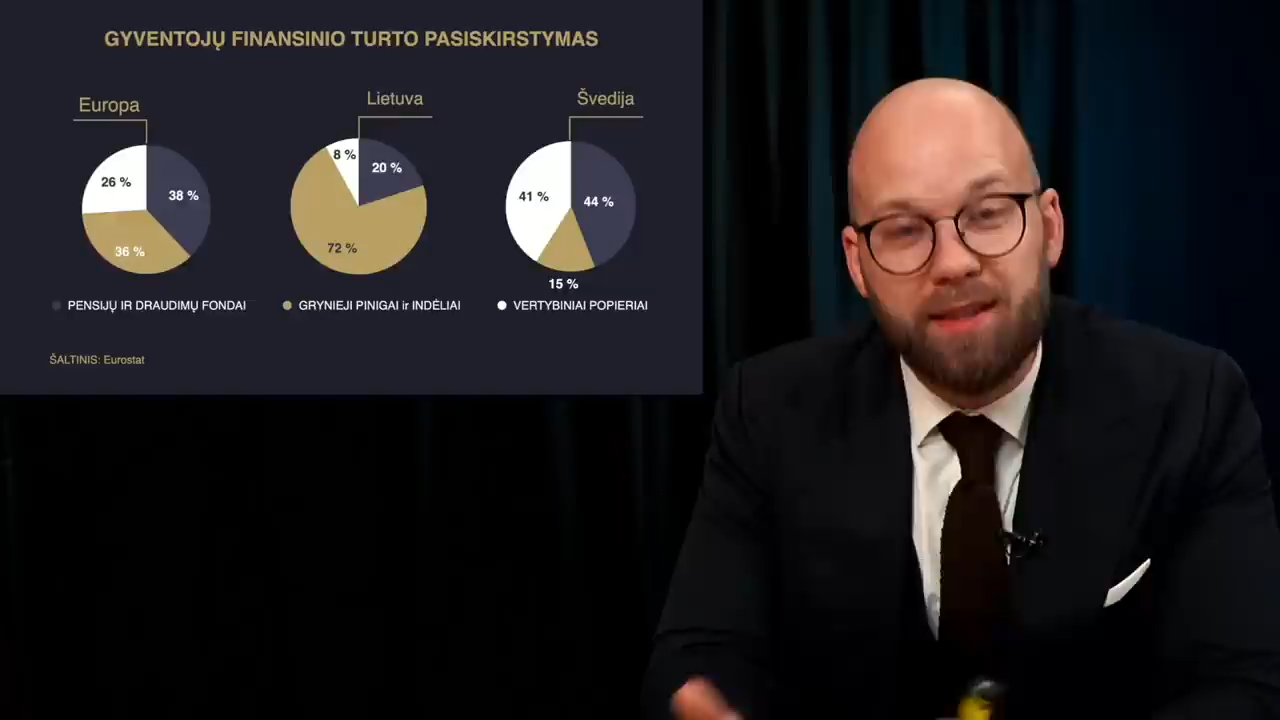 GYVENTOJŲ FINANSINIO TURTO PASISKIRSTYMAS
Europa
26 %
38 %
36 %
Lietuva
8 %
20 %
72 %
Švedija
41 %
44 %
15 %
PENSIJŲ IR DRAUDIMŲ FONDAI
GRYNIEJI PINIGAI ir INDĖLIAI
VERTYBINIAI POPIERIAI
ŠALTINIS: Eurostat